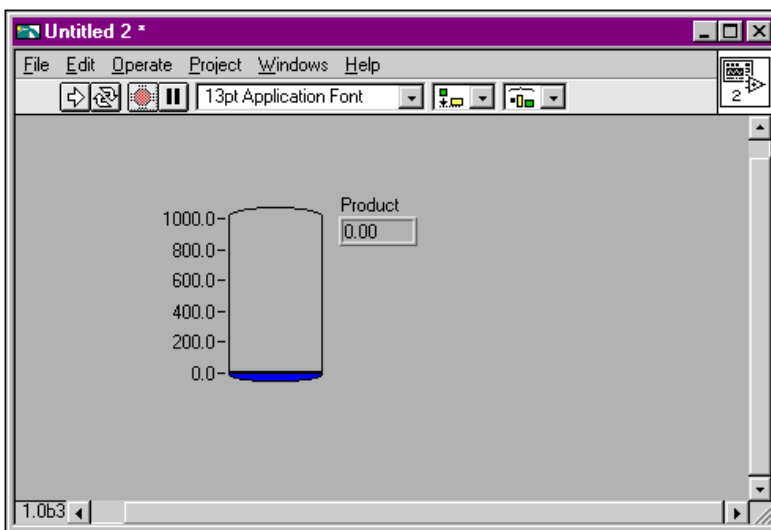 Untitled 2 *
File Edit Operate Project Windows Help
13pt Application Font
2
Product
0.00
1000.0
800.0
600.0
400.0
200.0
0.0
1.0b3